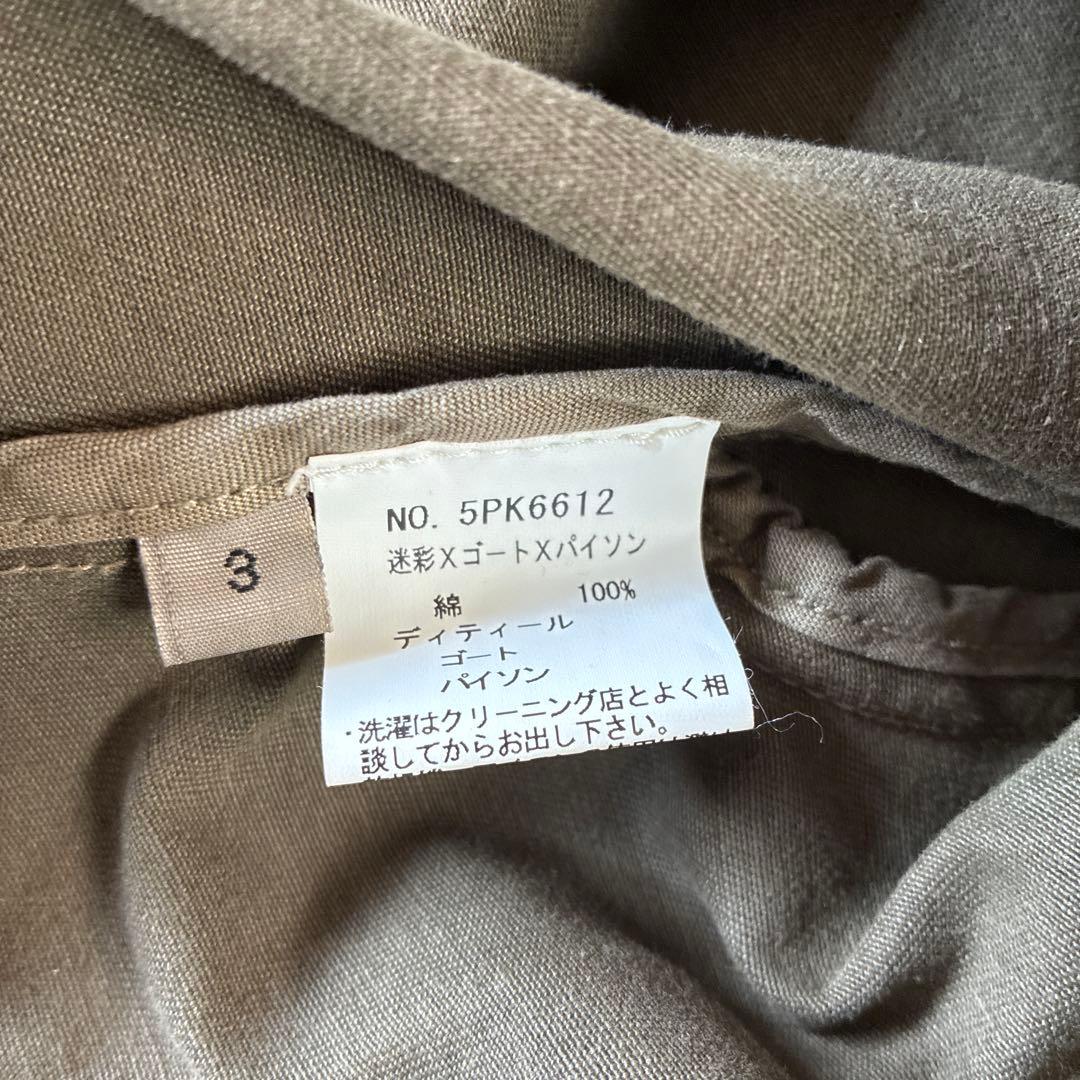 3
NO. 5PK6612
迷彩XゴートXパイソン
綿 100%
ディティール
ゴート
パイソン
・洗濯はクリーニング店とよく相
談してからお出し下さい。